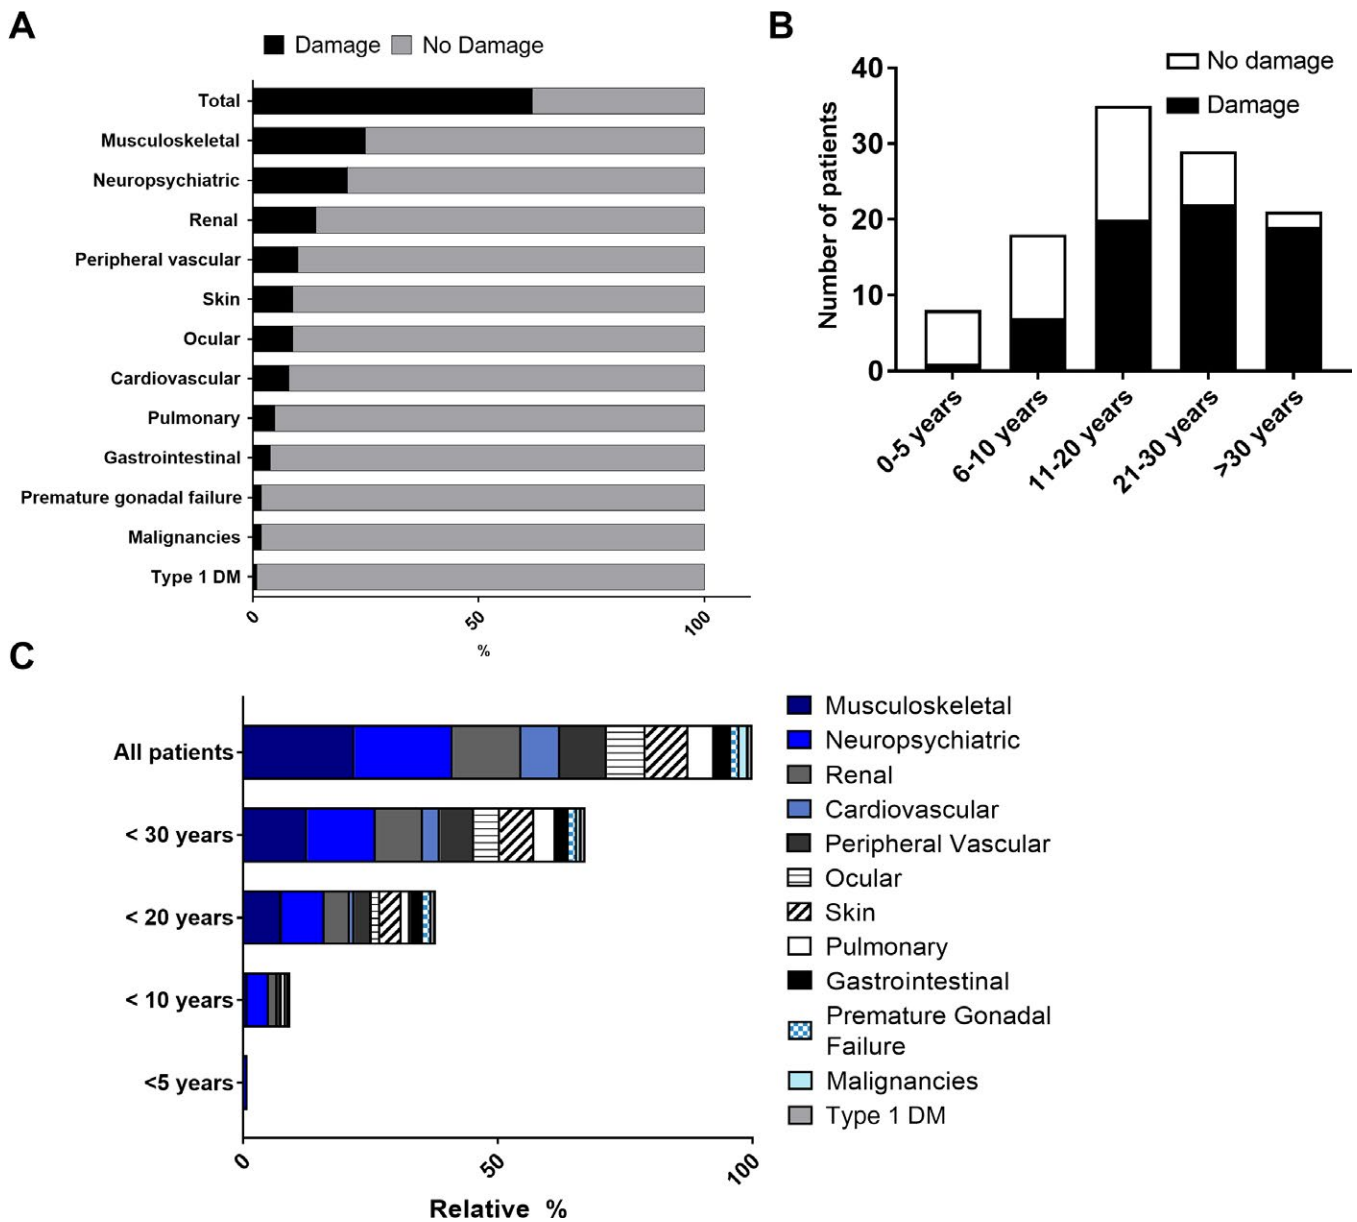 A
Damage No Damage
Total
Musculoskeletal
Neuropsychiatric
Renal
Peripheral vascular
Skin
Ocular
Cardiovascular
Pulmonary
Gastrointestinal
Premature gonadal failure
Malignancies
Type 1 DM
0 50 100
%
B
No damage
Damage
Number of patients
40
30
20
10
0
0-5 years
6-10 years
11-20 years
21-30 years
>30 years
C
All patients
< 30 years
< 20 years
< 10 years
<5 years
0 50 100
Relative %
Musculoskeletal
Neuropsychiatric
Renal
Cardiovascular
Peripheral Vascular
Ocular
Skin
Pulmonary
Gastrointestinal
Premature Gonadal
Failure
Malignancies
Type 1 DM